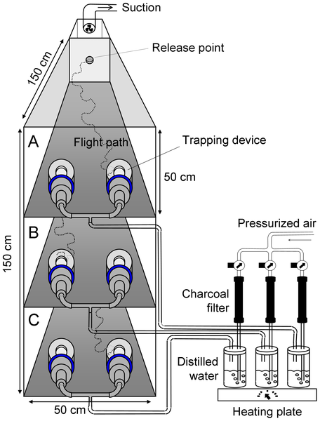 Suction
Release point
150 cm
A
Flight path
Trapping device
50 cm
150 cm
B
Pressurized air
Charcoal
filter
C
Distilled
water
50 cm
Heating plate